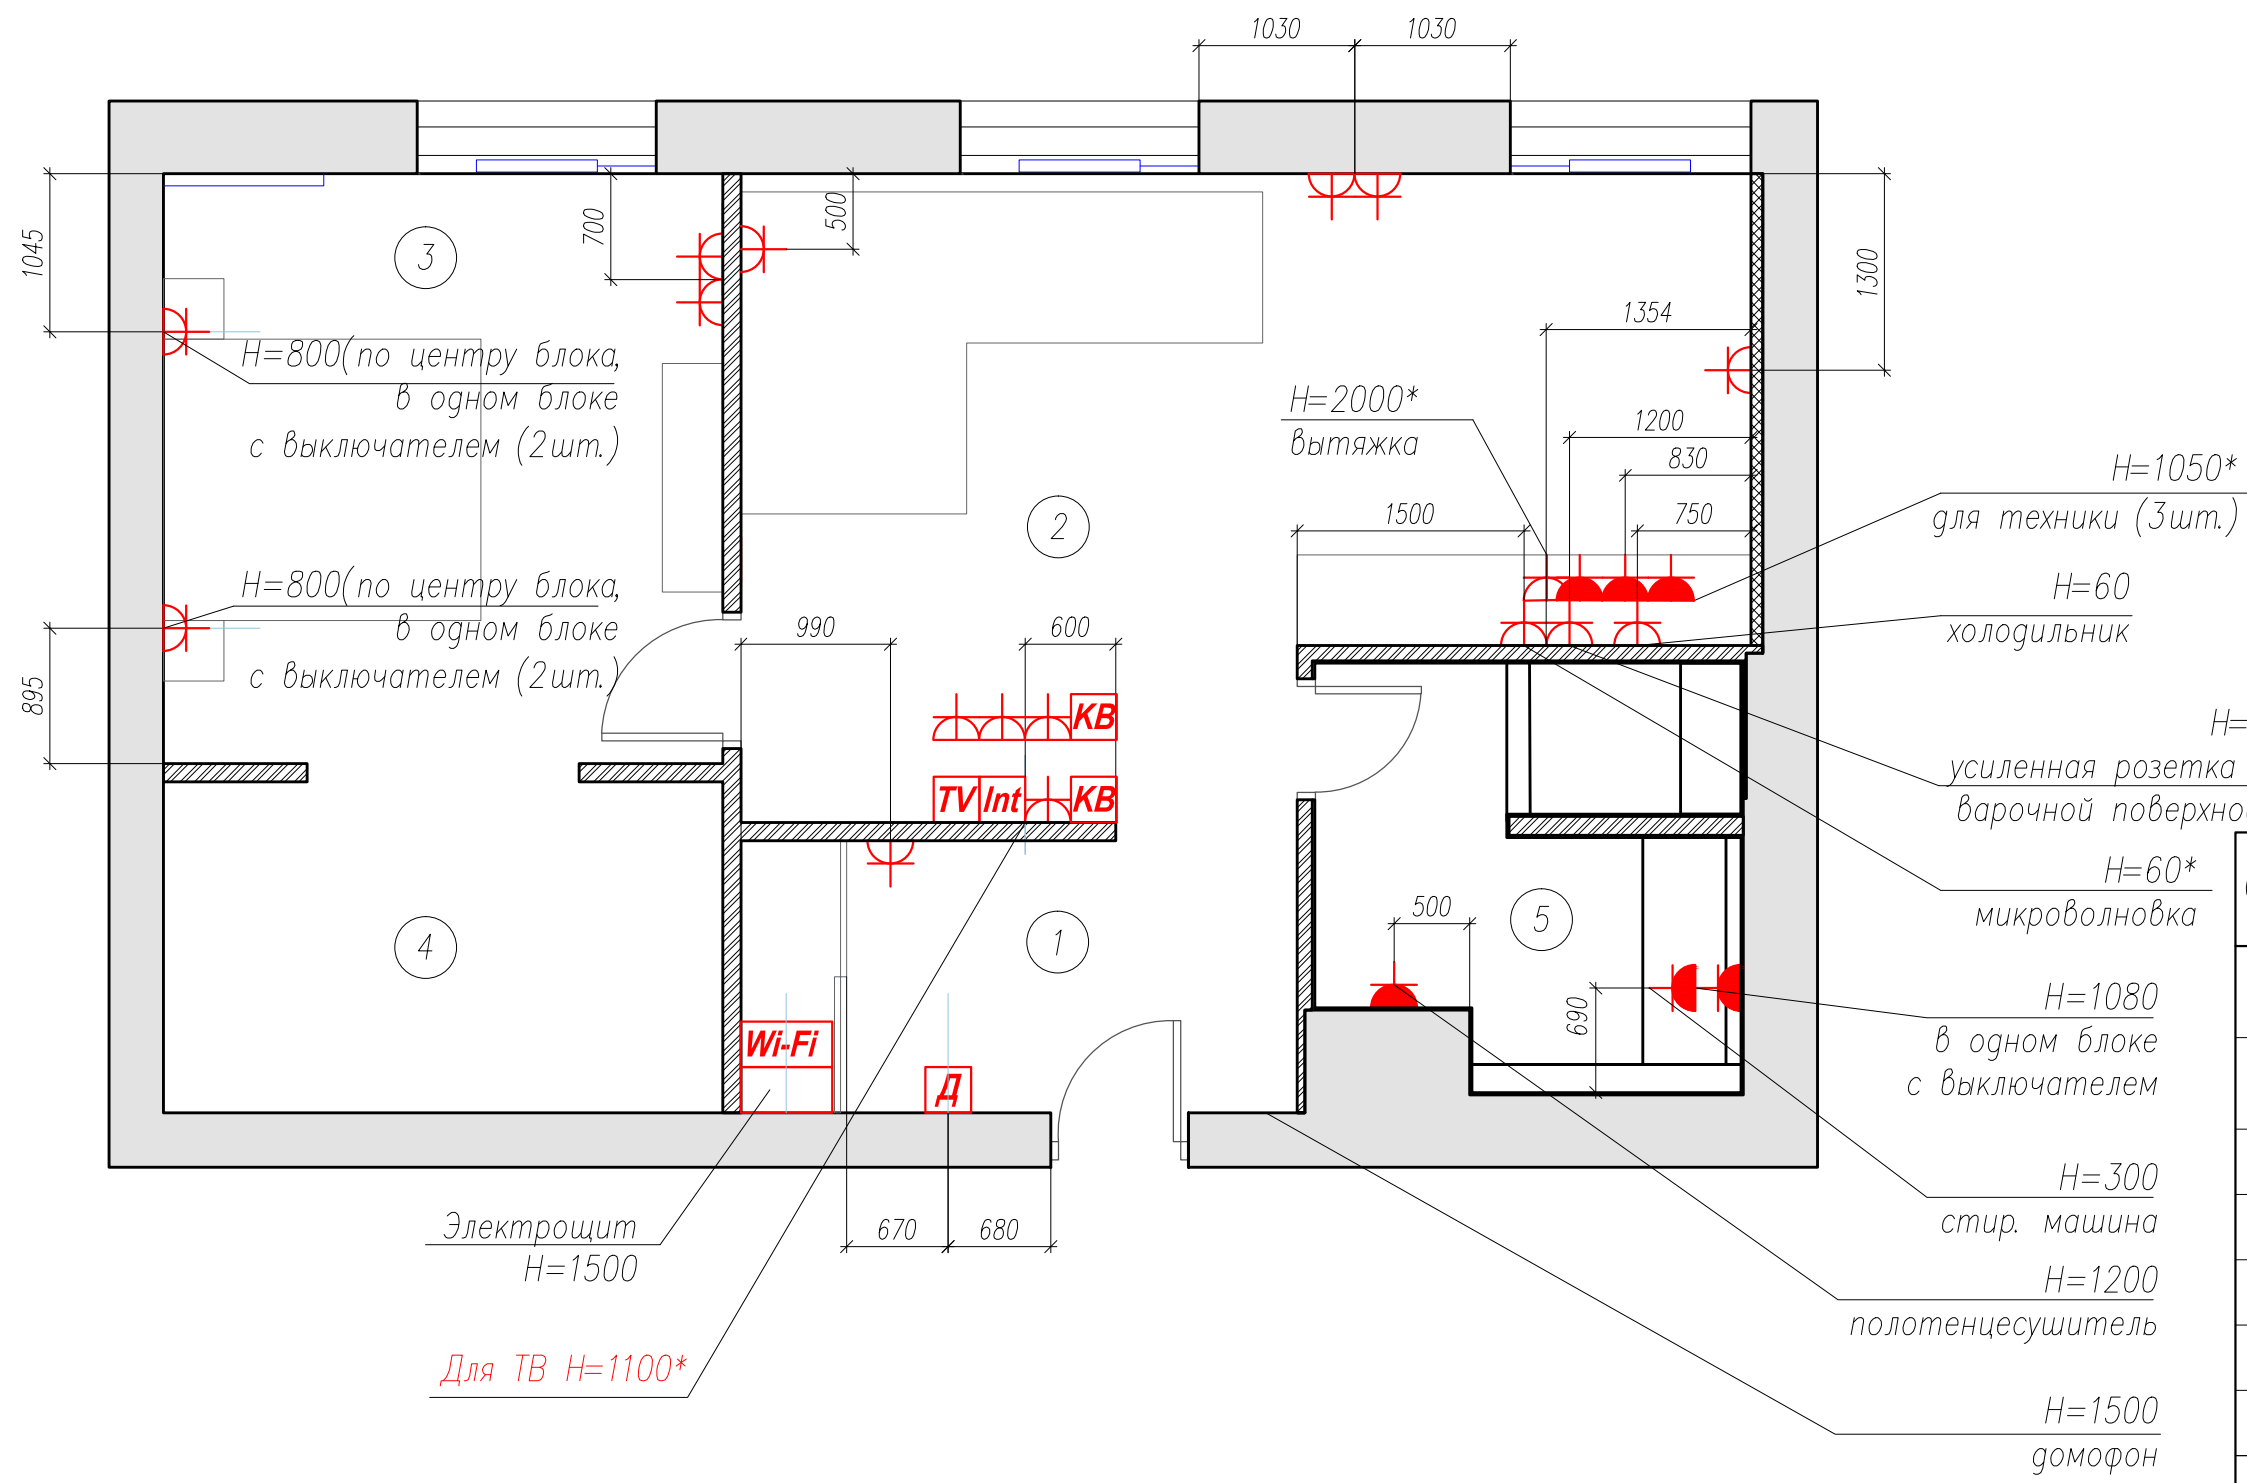 1030
1030
1045
3
700
500
1300
1354
H=800(по центру блока,
в одном блоке
с выключателем (2шт.)
H=2000*
вытяжка
1200
830
1500
750
H=1050*
для техники (3шт.)
2
H=60
холодильник
H=800(по центру блока,
в одном блоке
с выключателем (2шт.)
990
600
895
КВ
TV
Int
КВ
H=
усиленная розетка
варочной поверхно
H=60*
микроволновка
500
5
4
1
690
H=1080
в одном блоке
с выключателем
Wi-Fi
Д
H=300
стир. машина
670
680
Электрощит
H=1500
H=1200
полотенцесушитель
Для ТВ H=1100*
H=1500
домофон